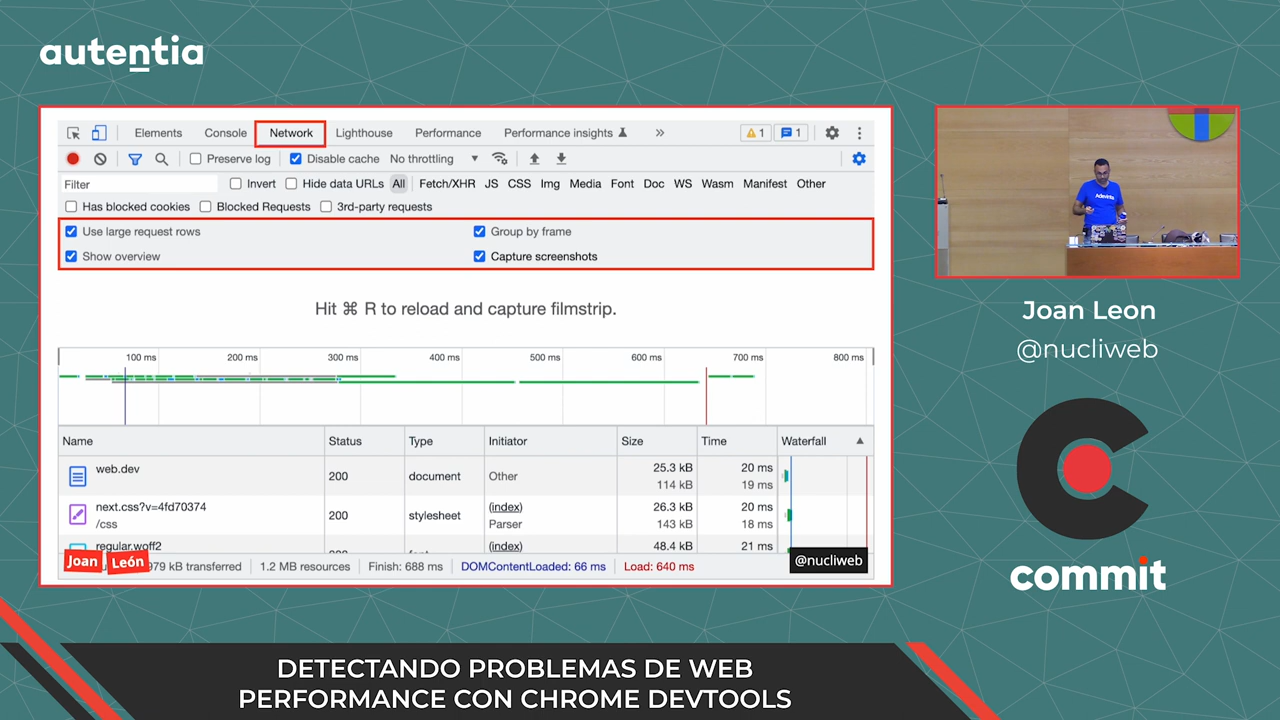 autentia
Elements Console Network Lighthouse Performance Performance insights » 1 1
Preserve log Disable cache No throttling
Filter Invert Hide data URLs All Fetch/XHR JS CSS Img Media Font Doc WS Wasm Manifest Other
Has blocked cookies Blocked Requests 3rd-party requests
Use large request rows Group by frame
Show overview Capture screenshots
Hit ⌘ R to reload and capture filmstrip.
100 ms 200 ms 300 ms 400 ms 500 ms 600 ms 700 ms 800 ms
Name Status Type Initiator Size Time Waterfall
web.dev 200 document Other 25.3 kB 20 ms
114 kB 19 ms
next.css?v=4fd70374 200 stylesheet (index) 26.3 kB 20 ms
/css Parser 143 kB 18 ms
regular.woff2 (index) 48.4 kB 21 ms
Joan León 979 kB transferred 1.2 MB resources Finish: 688 ms DOMContentLoaded: 66 ms Load: 640 ms @nucliweb
Adevinta
Joan Leon
@nucliweb
commit
DETECTANDO PROBLEMAS DE WEB
PERFORMANCE CON CHROME DEVTOOLS